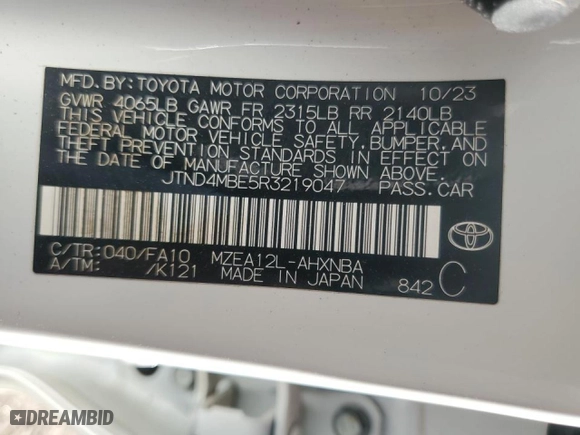 MFD.BY:TOYOTA MOTOR CORPORATION 10/23
GVWR 4065LB GAWR FR 2315LB RR 2140LB
THIS VEHICLE CONFORMS TO ALL APPLICABLE
FEDERAL MOTOR VEHICLE SAFETY,BUMPER,AND
THEFT PREVENTION STANDARDS IN EFFECT ON
THE DATE OF MANUFACTURE SHOWN ABOVE.
JTND4MBE5R3219047 PASS.CAR
C/TR:040/FA10 MZEA12L-AHXNBA
A/TM: /K121 MADE IN JAPAN 842 C
DREAMBID